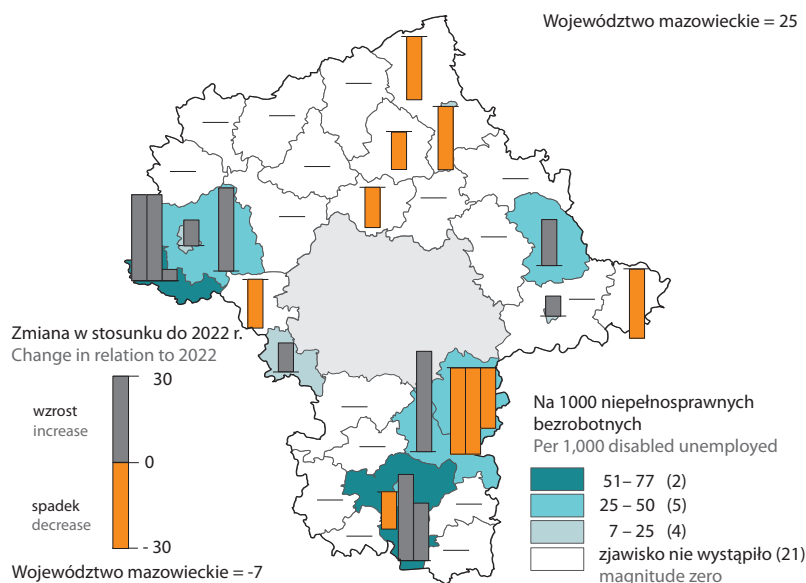 Województwo mazowieckie = 25
Zmiana w stosunku do 2022 r.
Change in relation to 2022
30
wzrost
increase
0
spadek
decrease
- 30
Województwo mazowieckie = -7
Na 1000 niepełnosprawnych
bezrobotnych
Per 1,000 disabled unemployed
51 – 77 (2)
25 – 50 (5)
7 – 25 (4)
zjawisko nie wystąpiło (21)
magnitude zero